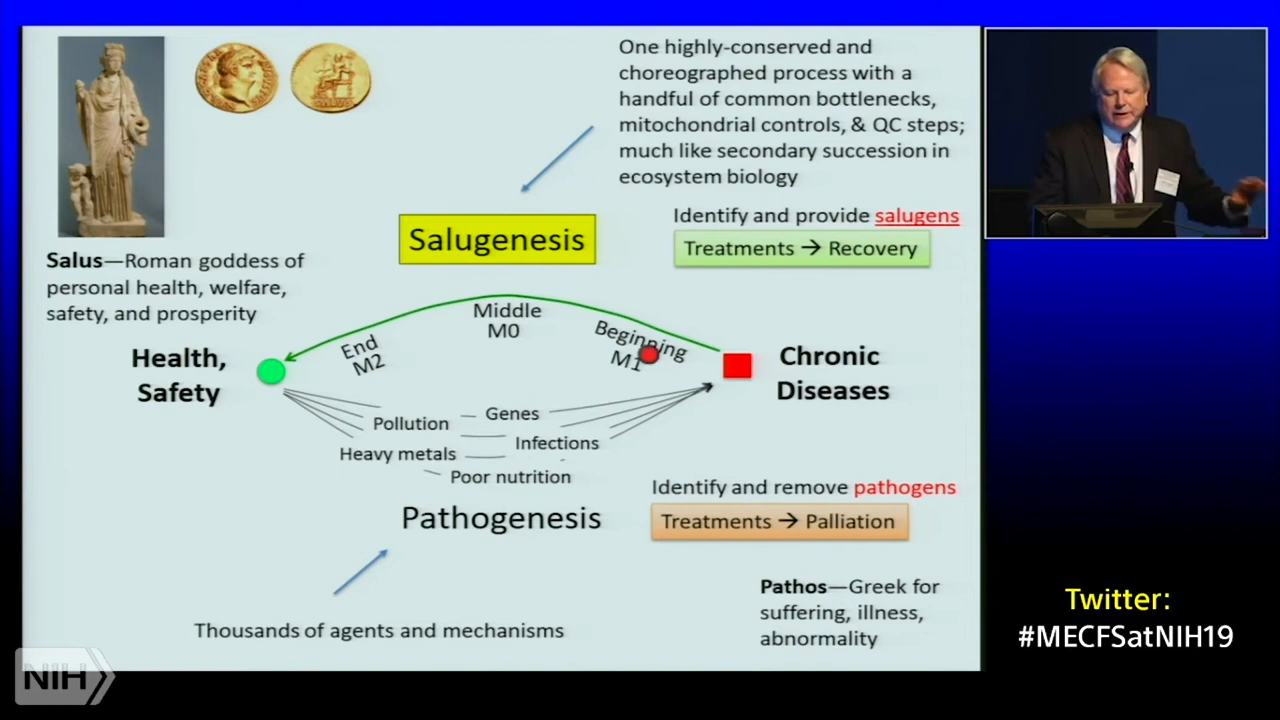 One highly-conserved and
choreographed process with a
handful of common bottlenecks,
mitochondrial controls, & QC steps;
much like secondary succession in
ecosystem biology
Salugenesis
Identify and provide salugens
Treatments → Recovery
Salus—Roman goddess of
personal health, welfare,
safety, and prosperity
Middle
M0
Beginning
M1
End
M2
Health,
Safety
Chronic
Diseases
Pollution
Genes
Infections
Heavy metals
Poor nutrition
Pathogenesis
Identify and remove pathogens
Treatments → Palliation
Pathos—Greek for
suffering, illness,
abnormality
Thousands of agents and mechanisms
Twitter:
#MECFSatNIH19
NIH